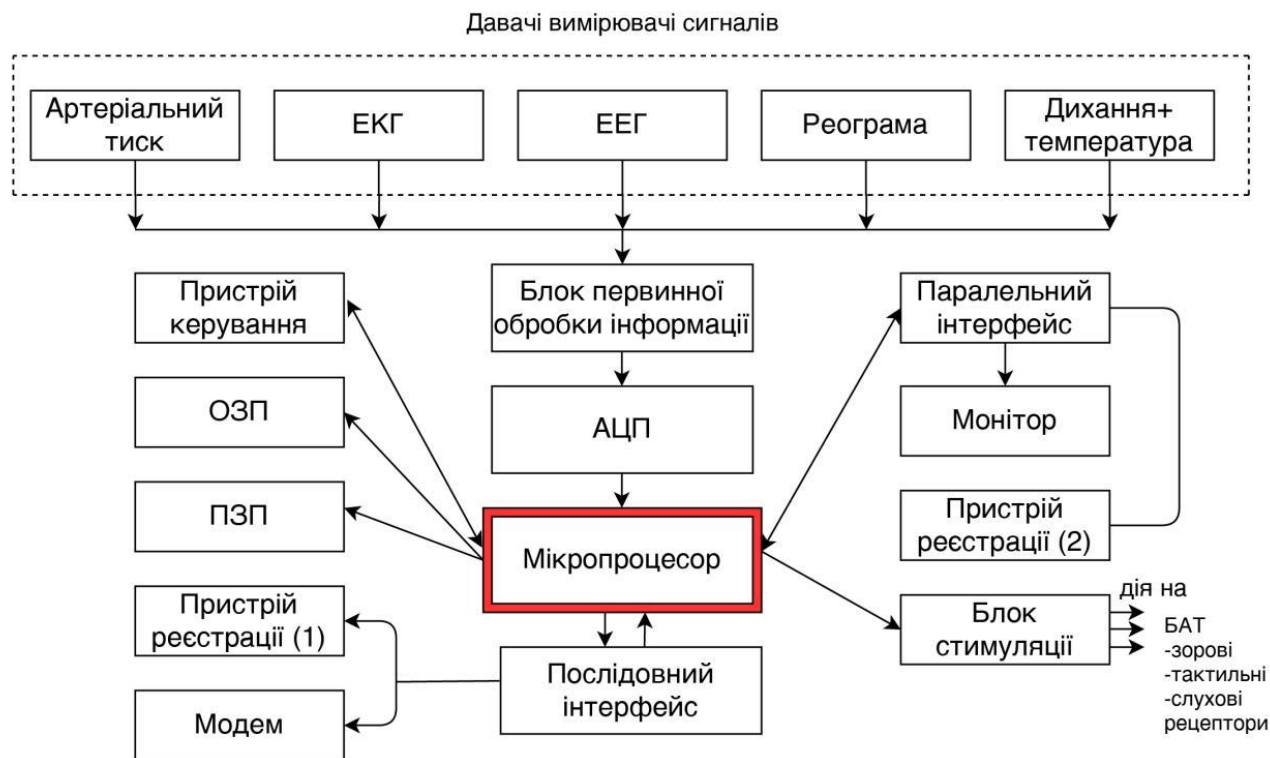 Давачі вимірювачі сигналів
Артеріальний
тиск
ЕКГ
ЕЕГ
Реограма
Дихання+
температура
Пристрій
керування
Блок первинної
обробки інформації
Паралельний
інтерфейс
ОЗП
АЦП
Монітор
ПЗП
Мікропроцесор
Пристрій
реєстрації (2)
Пристрій
реєстрації (1)
Блок
стимуляції
дія на
БАТ
-зорові
-тактильні
-слухові
рецептори
Послідовний
інтерфейс
Модем